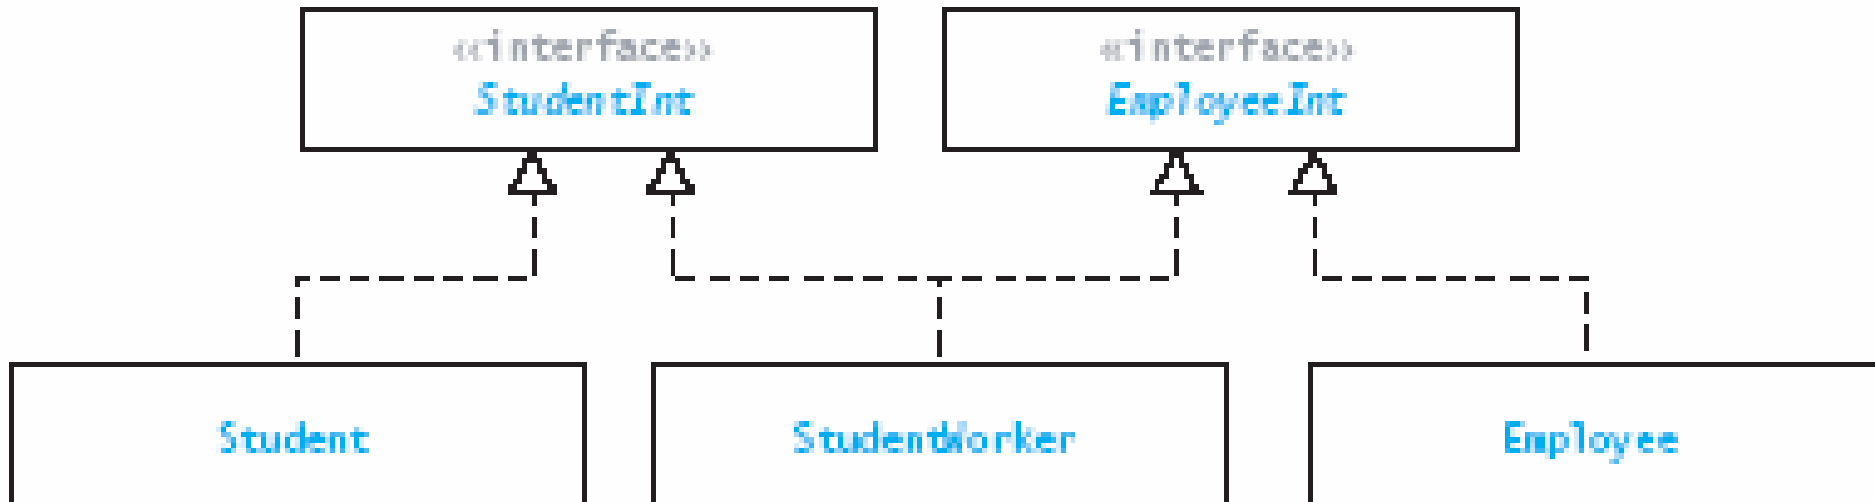 «interface»
StudentInt
«interface»
EmployeeInt
Student
StudentWorker
Employee